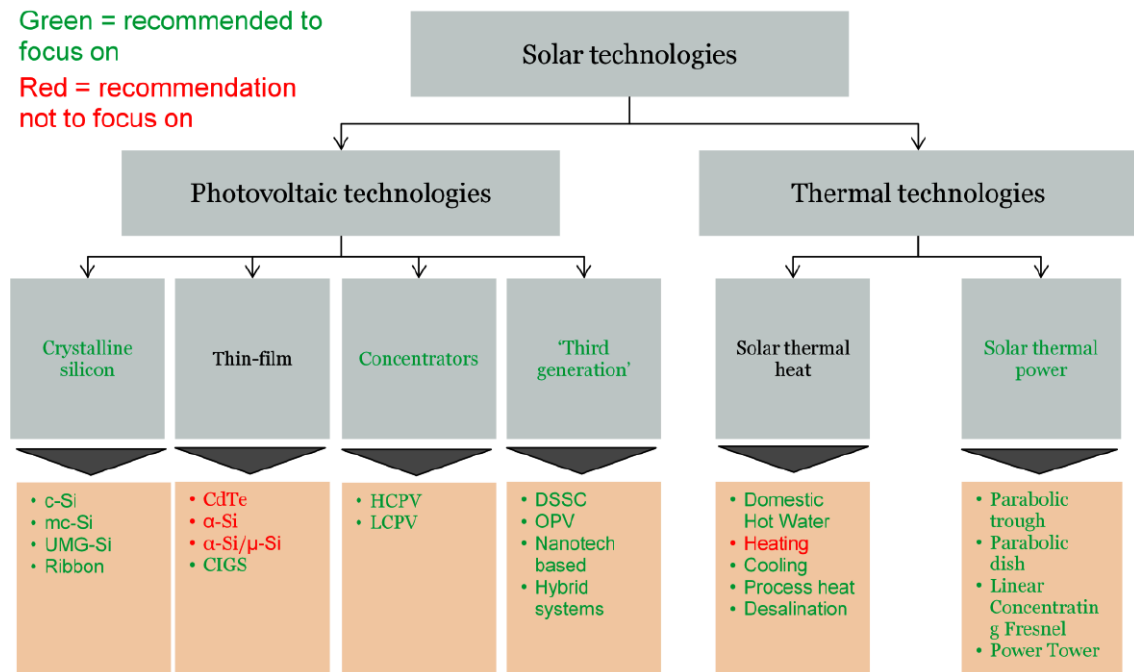 Green = recommended to
focus on
Red = recommendation
not to focus on
Solar technologies
Photovoltaic technologies
Thermal technologies
Crystalline
silicon
Thin-film
Concentrators
‘Third
generation’
Solar thermal
heat
Solar thermal
power
• c-Si
• mc-Si
• UMG-Si
• Ribbon
• CdTe
• α-Si
• α-Si/μ-Si
• CIGS
• HCPV
• LCPV
• DSSC
• OPV
• Nanotech
based
• Hybrid
systems
• Domestic
Hot Water
• Heating
• Cooling
• Process heat
• Desalination
• Parabolic
trough
• Parabolic
dish
• Linear
Concentratin
g Fresnel
• Power Tower